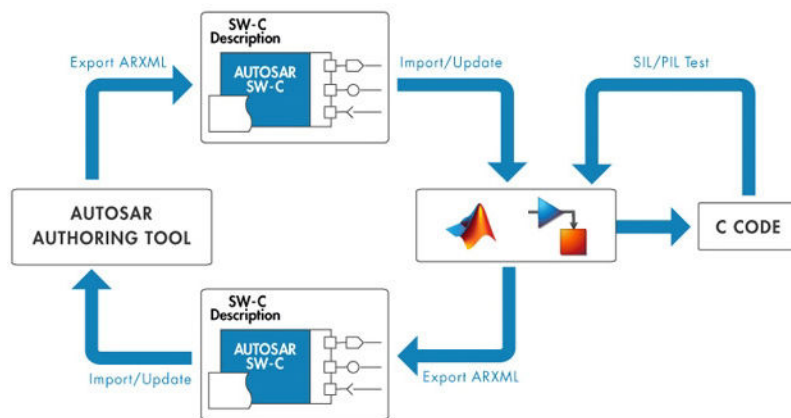 SW-C
Description
AUTOSAR
SW-C
Export ARXML
Import/Update
SIL/PIL Test
AUTOSAR
AUTHORING TOOL
C CODE
SW-C
Description
AUTOSAR
SW-C
Import/Update
Export ARXML